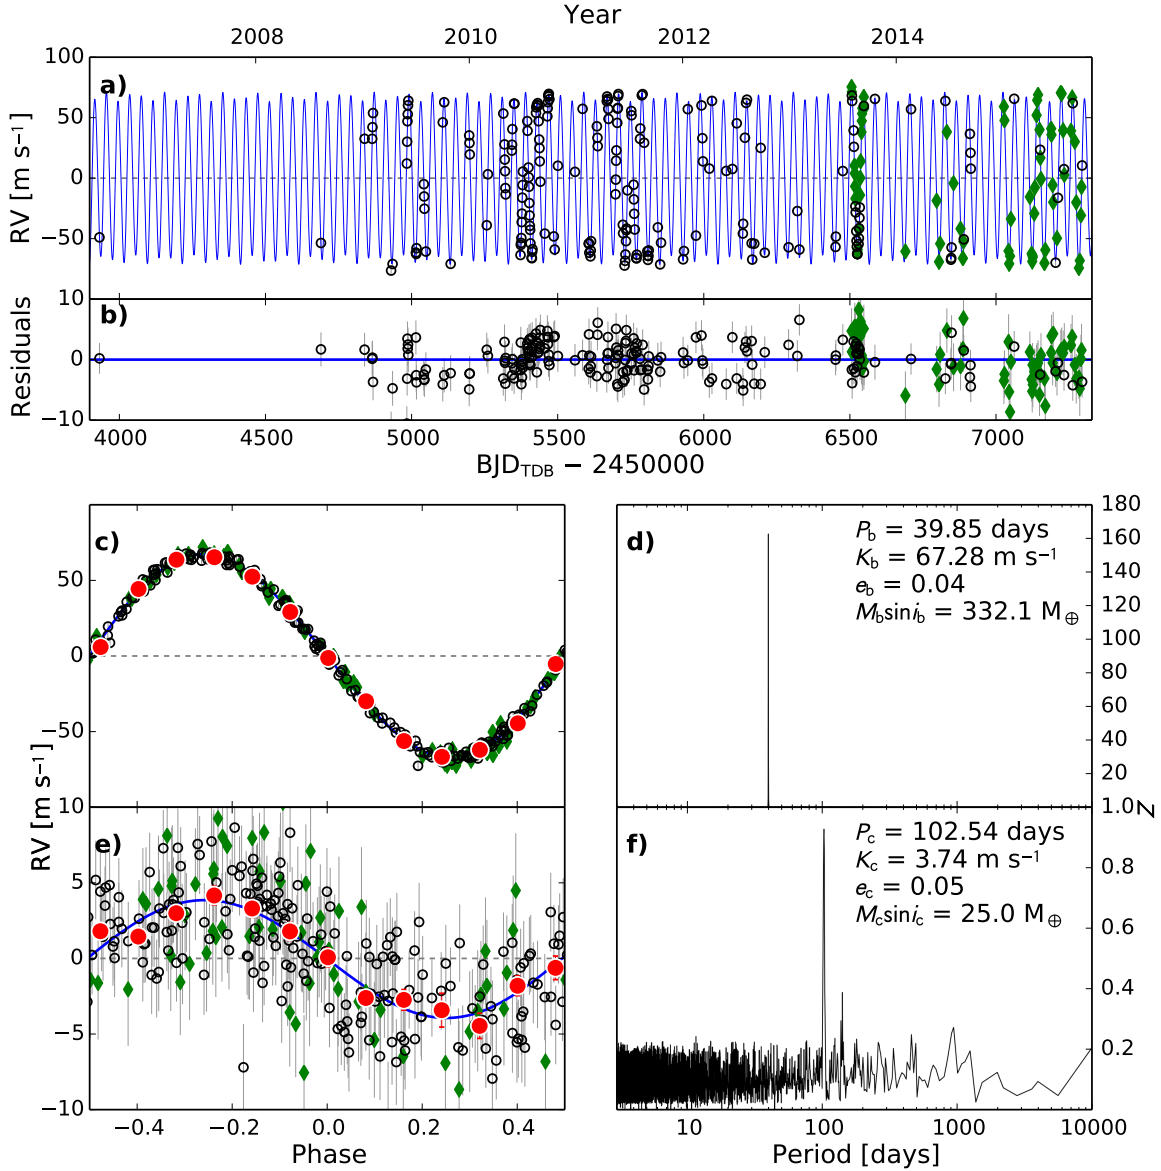 Year
2008 2010 2012 2014
a)
RV [m s⁻¹]
100
50
0
−50
b)
Residuals
10
0
−10
4000 4500 5000 5500 6000 6500 7000
BJD_TDB − 2450000
c)
50
0
−50
RV [m s⁻¹]
d)
P_b = 39.85 days
K_b = 67.28 m s⁻¹
e_b = 0.04
M_b sin i_b = 332.1 M_⊕
180
160
140
120
100
80
60
40
20
1.0
Z
e)
10
5
0
−5
−10
−0.4 −0.2 0.0 0.2 0.4
Phase
f)
P_c = 102.54 days
K_c = 3.74 m s⁻¹
e_c = 0.05
M_c sin i_c = 25.0 M_⊕
0.8
0.6
0.4
0.2
10 100 1000 10000
Period [days]